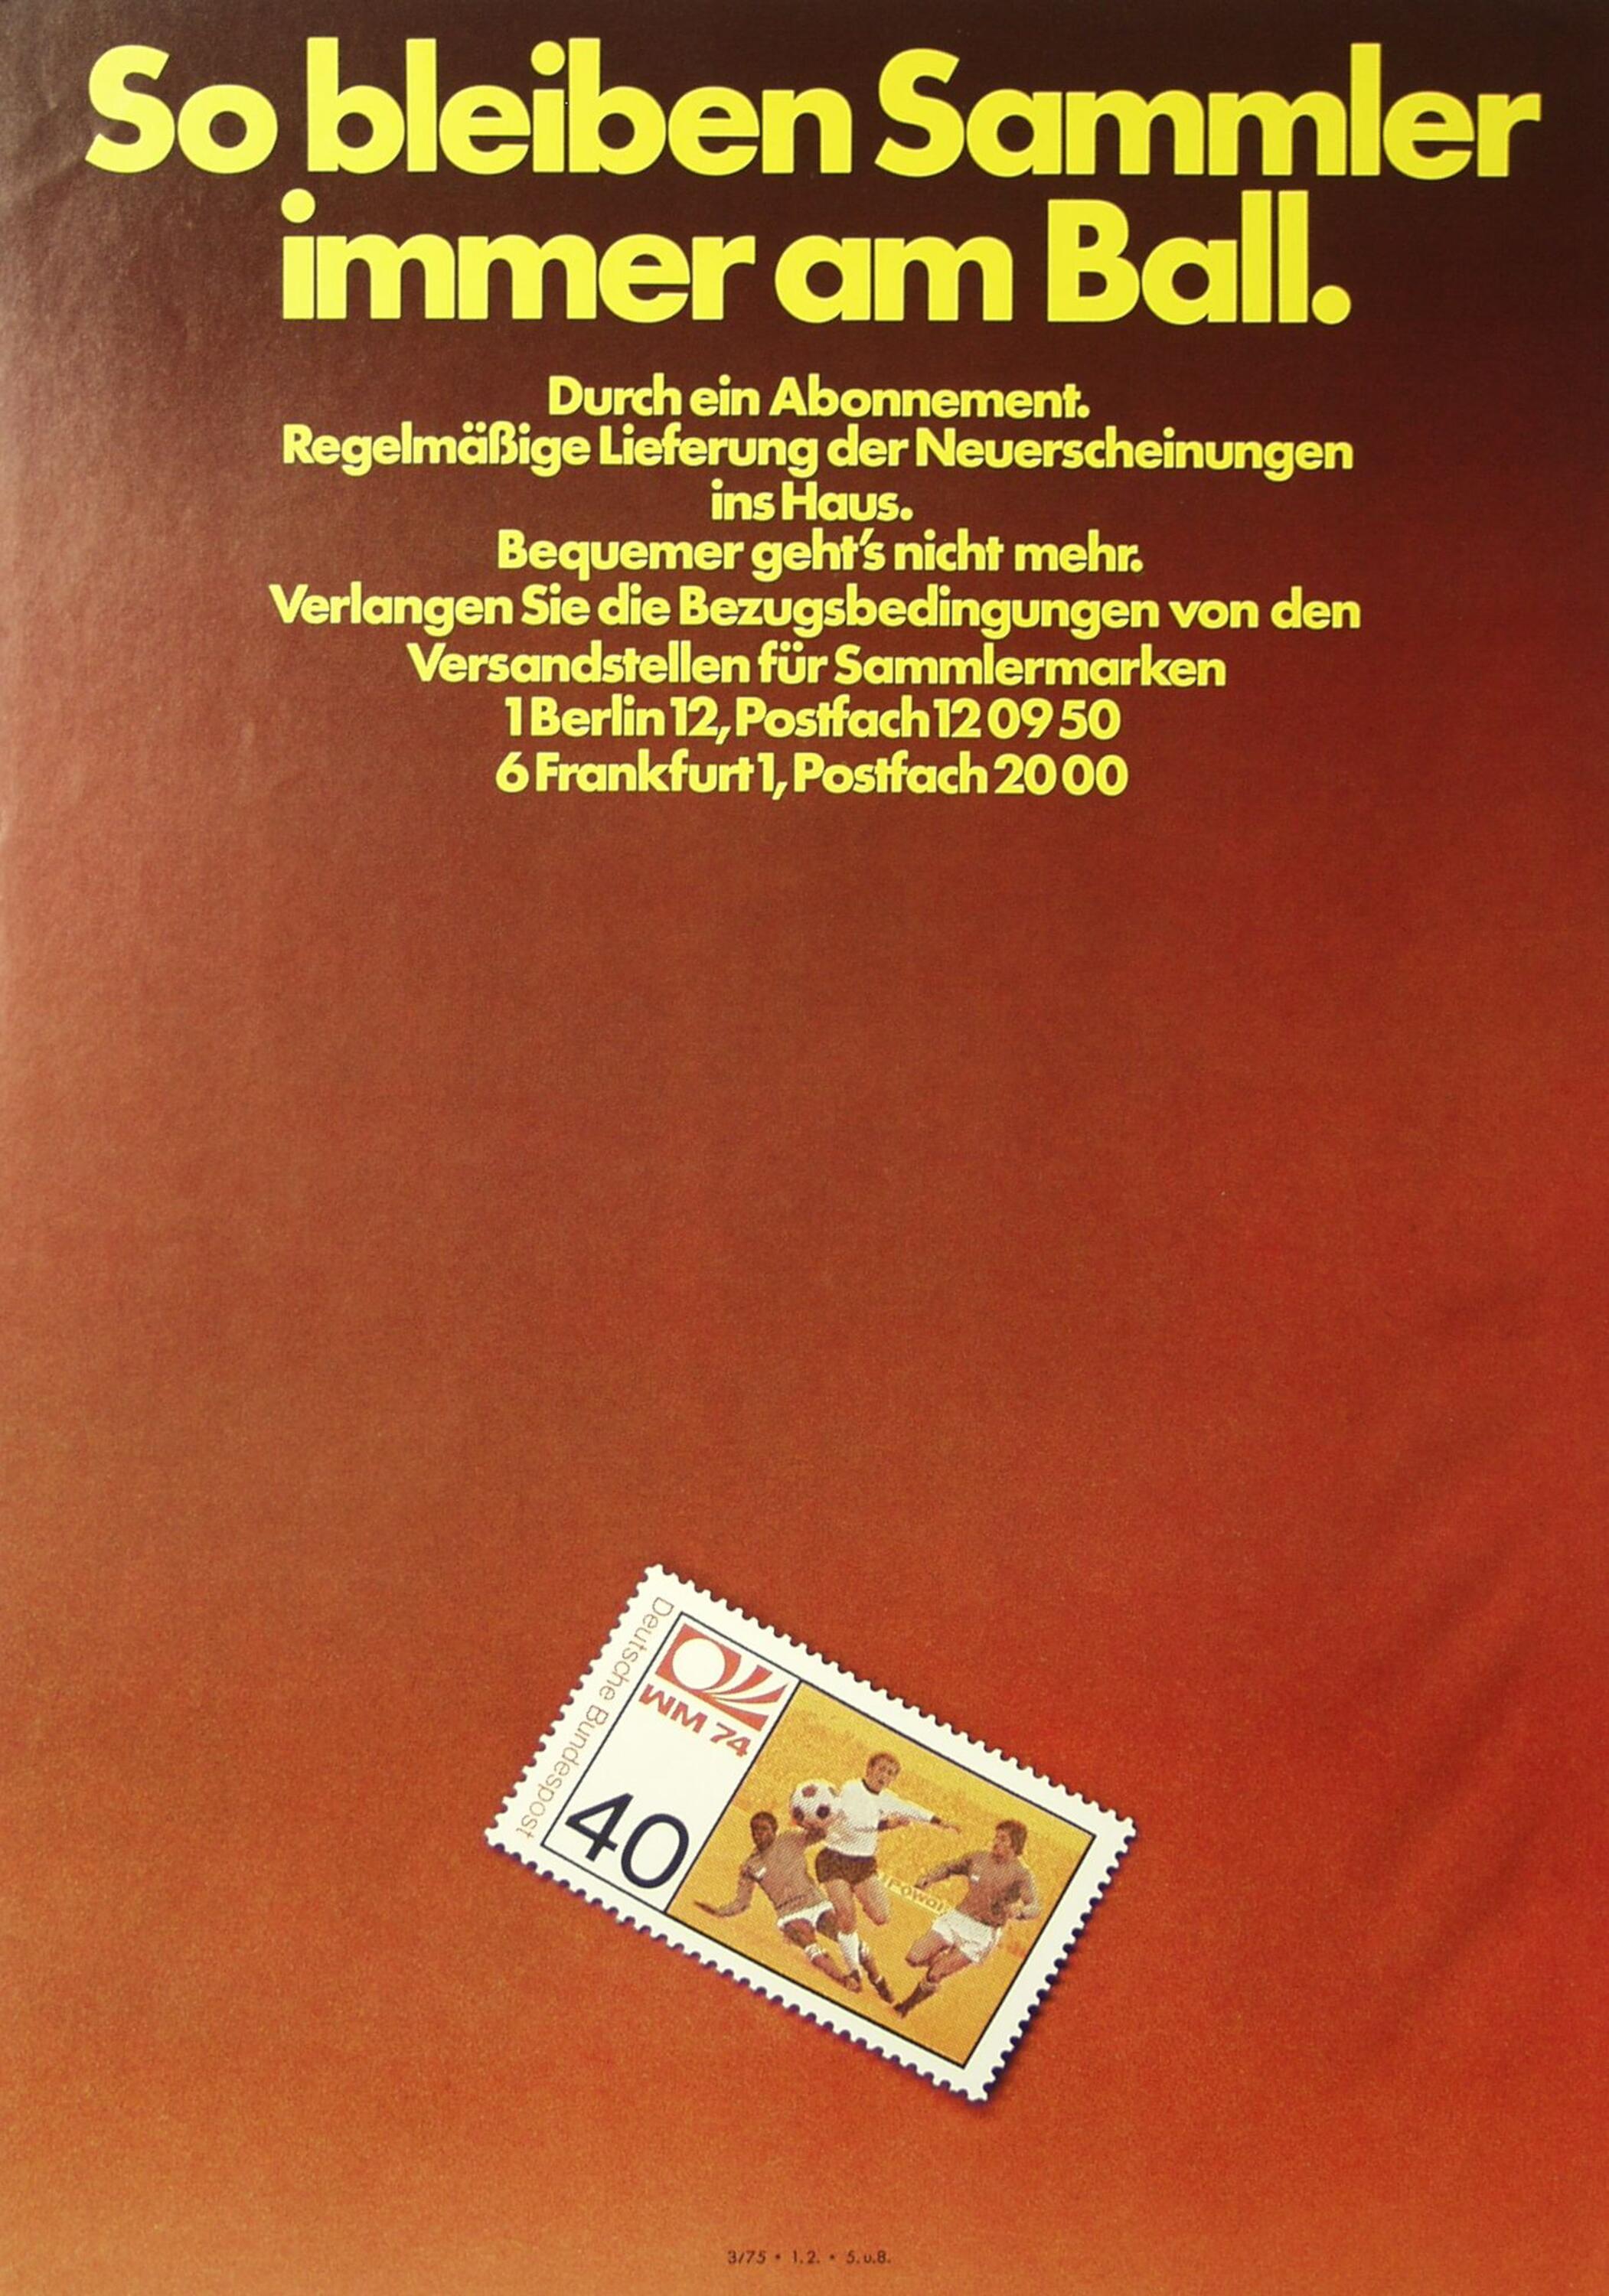 So bleiben Sammler
immer am Ball.
Durch ein Abonnement.
Regelmäßige Lieferung der Neuerscheinungen
ins Haus.
Bequemer geht's nicht mehr.
Verlangen Sie die Bezugsbedingungen von den
Versandstellen für Sammlermarken
1 Berlin 12, Postfach 12 09 50
6 Frankfurt 1, Postfach 20 00
Deutsche Bundespost
WM 74
40
3/75 • 1. 2. • 5. u. 8.